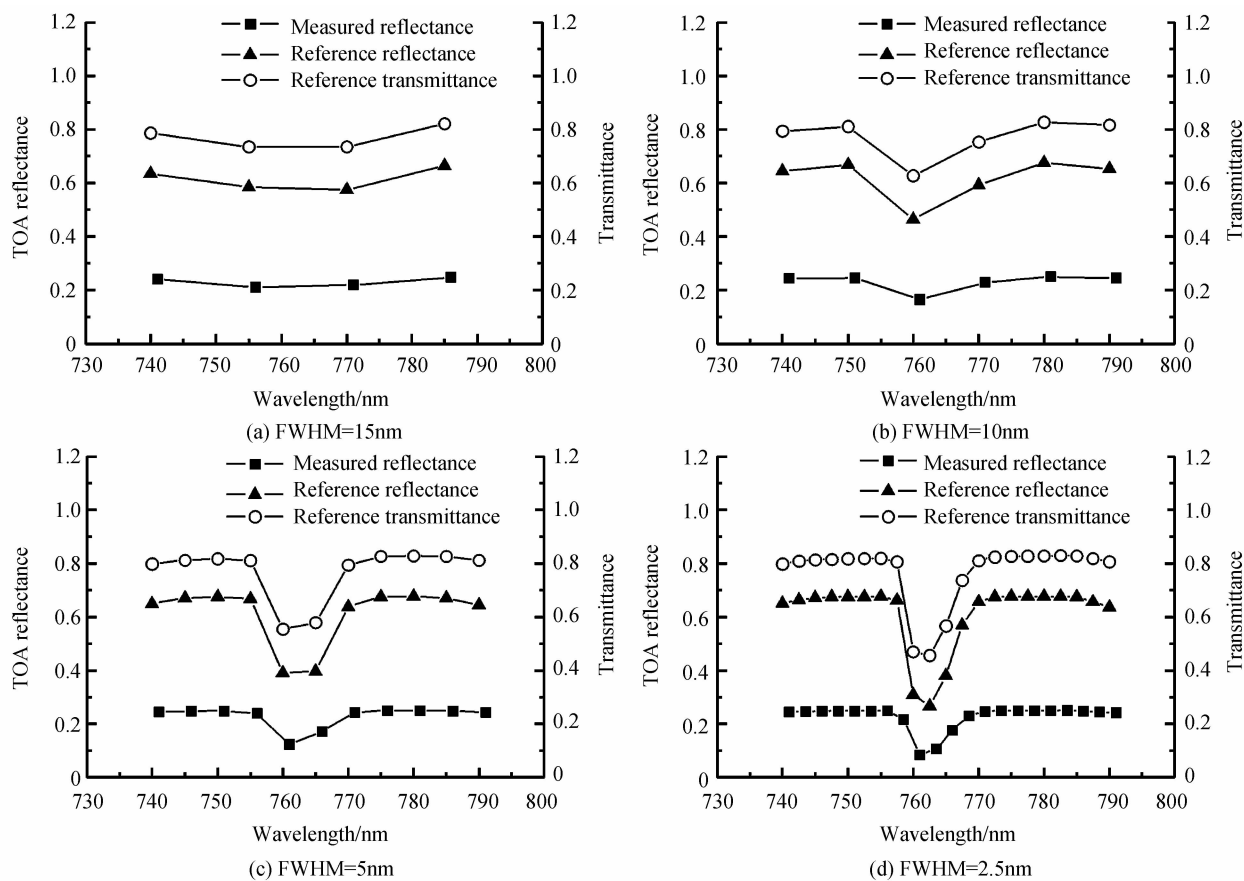 1.2
1.0
0.8
0.6
0.4
0.2
0
TOA reflectance
Measured reflectance
Reference reflectance
Reference transmittance
1.2
1.0
0.8
0.6
0.4
0.2
0
Transmittance
730 740 750 760 770 780 790 800
Wavelength/nm
(a) FWHM=15nm
1.2
1.0
0.8
0.6
0.4
0.2
0
TOA reflectance
Measured reflectance
Reference reflectance
Reference transmittance
1.2
1.0
0.8
0.6
0.4
0.2
0
Transmittance
730 740 750 760 770 780 790 800
Wavelength/nm
(b) FWHM=10nm
1.2
1.0
0.8
0.6
0.4
0.2
0
TOA reflectance
Measured reflectance
Reference reflectance
Reference transmittance
1.2
1.0
0.8
0.6
0.4
0.2
0
Transmittance
730 740 750 760 770 780 790 800
Wavelength/nm
(c) FWHM=5nm
1.2
1.0
0.8
0.6
0.4
0.2
0
TOA reflectance
Measured reflectance
Reference reflectance
Reference transmittance
1.2
1.0
0.8
0.6
0.4
0.2
0
Transmittance
730 740 750 760 770 780 790 800
Wavelength/nm
(d) FWHM=2.5nm